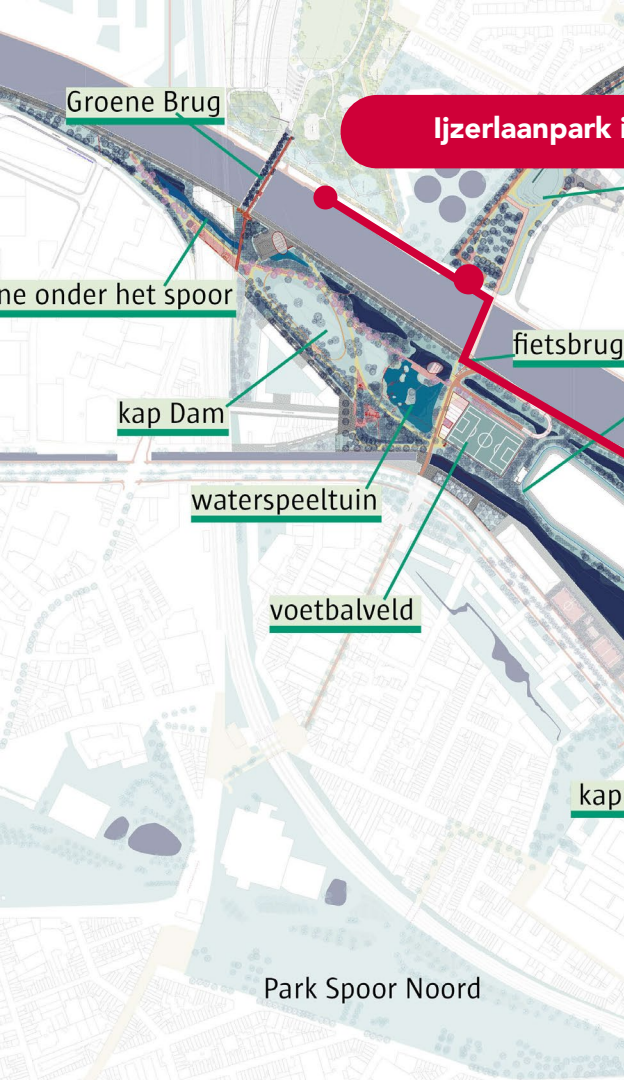 Groene Brug
Ijzerlaanpark i
ne onder het spoor
fietsbrug
kap Dam
waterspeeltuin
voetbalveld
kap
Park Spoor Noord